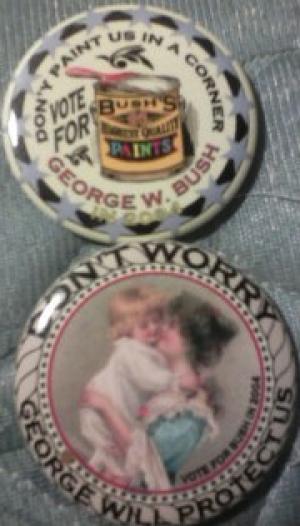 DON'T PAINT US IN A CORNER
VOTE
FOR
BUSH'S
HIGHEST QUALITY
PAINTS
GEORGE W. BUSH
IN 2004
DON'T WORRY
VOTE FOR BUSH IN 2004
GEORGE WILL PROTECT US